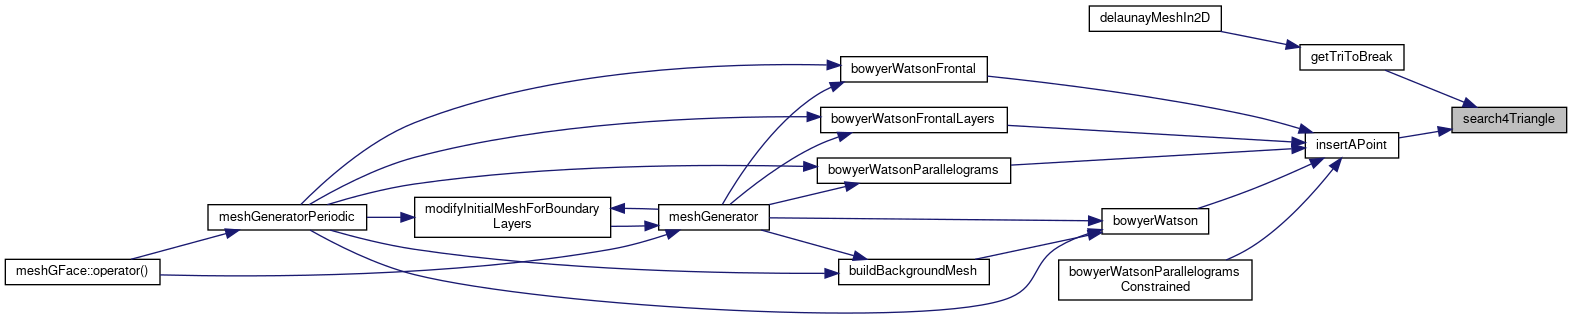 delaunayMeshIn2D
getTriToBreak
bowyerWatsonFrontal
search4Triangle
bowyerWatsonFrontalLayers
insertAPoint
bowyerWatsonParallelograms
modifyInitialMeshForBoundary
Layers
meshGeneratorPeriodic
meshGenerator
bowyerWatson
meshGFace::operator()
buildBackgroundMesh
bowyerWatsonParallelograms
Constrained